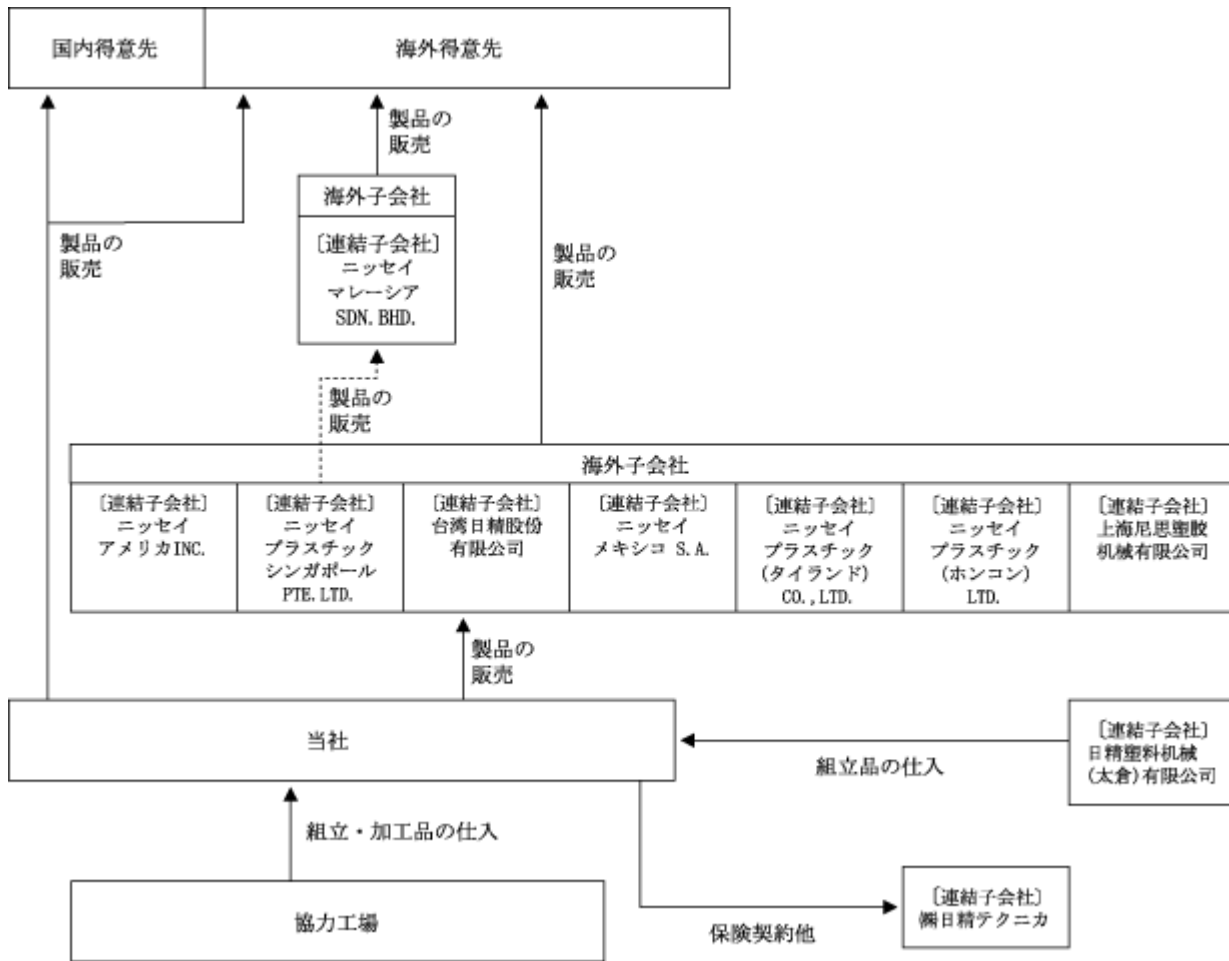 国内得意先
海外得意先
製品の
販売
海外子会社
〔連結子会社〕
ニッセイ
マレーシア
SDN.BHD.
製品の
販売
製品の
販売
製品の
販売
海外子会社
〔連結子会社〕
ニッセイ
アメリカINC.
〔連結子会社〕
ニッセイ
プラスチック
シンガポール
PTE.LTD.
〔連結子会社〕
台湾日精股份
有限公司
〔連結子会社〕
ニッセイ
メキシコ S.A.
〔連結子会社〕
ニッセイ
プラスチック
(タイランド)
CO.,LTD.
〔連結子会社〕
ニッセイ
プラスチック
(ホンコン)
LTD.
〔連結子会社〕
上海尼思塑胶
机械有限公司
製品の
販売
当社
〔連結子会社〕
日精塑料机械
(太倉)有限公司
組立品の仕入
組立・加工品の仕入
協力工場
〔連結子会社〕
㈱日精テクニカ
保険契約他